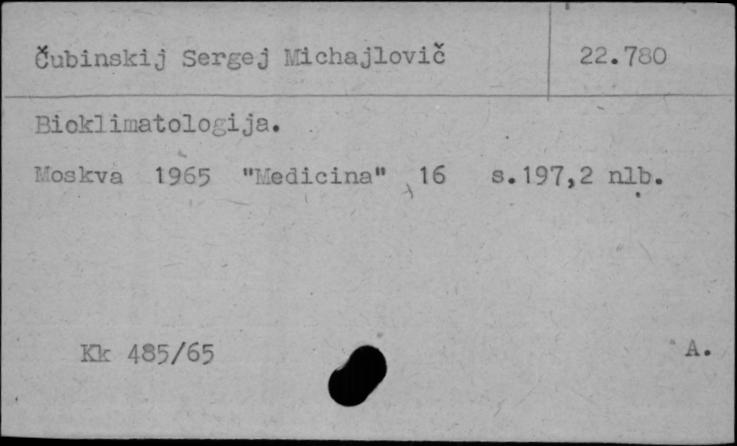 Čubinskij Sergej Michajlovič 22.780
Bioklimatologija.
Moskva 1965 "Medicina" 16 s.197,2 nlb.
Kk 485/65 A.